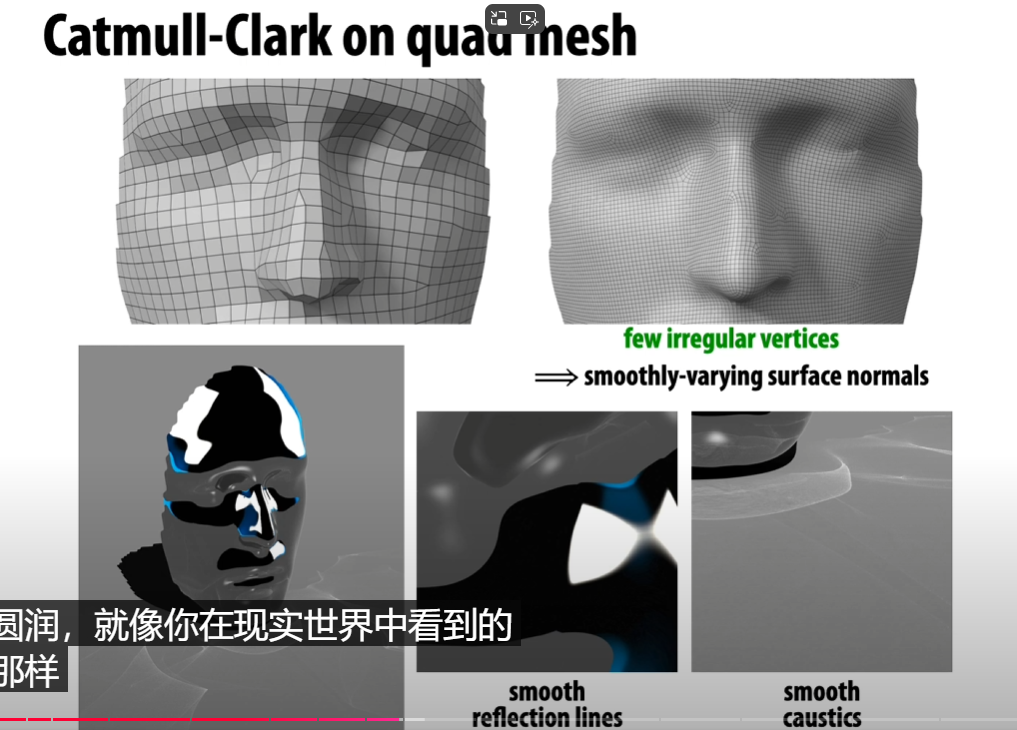 Catmull-Clark on quad mesh
few irregular vertices
⟹ smoothly-varying surface normals
圆润，就像你在现实世界中看到的
那样
smooth
reflection lines
smooth
caustics